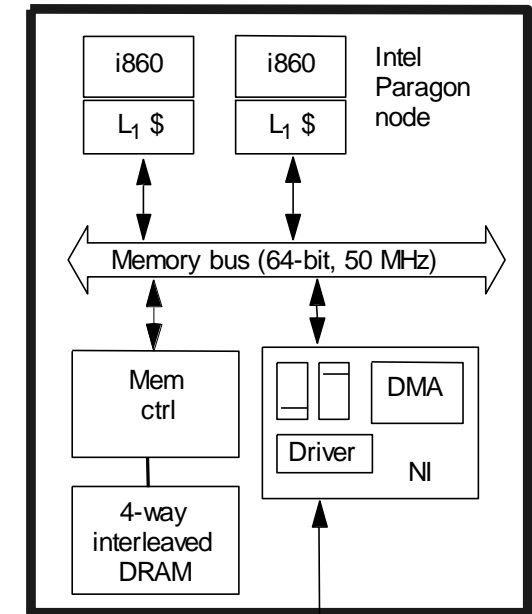 i860
L1 $
i860
L1 $
Intel
Paragon
node
Memory bus (64-bit, 50 MHz)
Mem
ctrl
4-way
interleaved
DRAM
DMA
Driver
NI